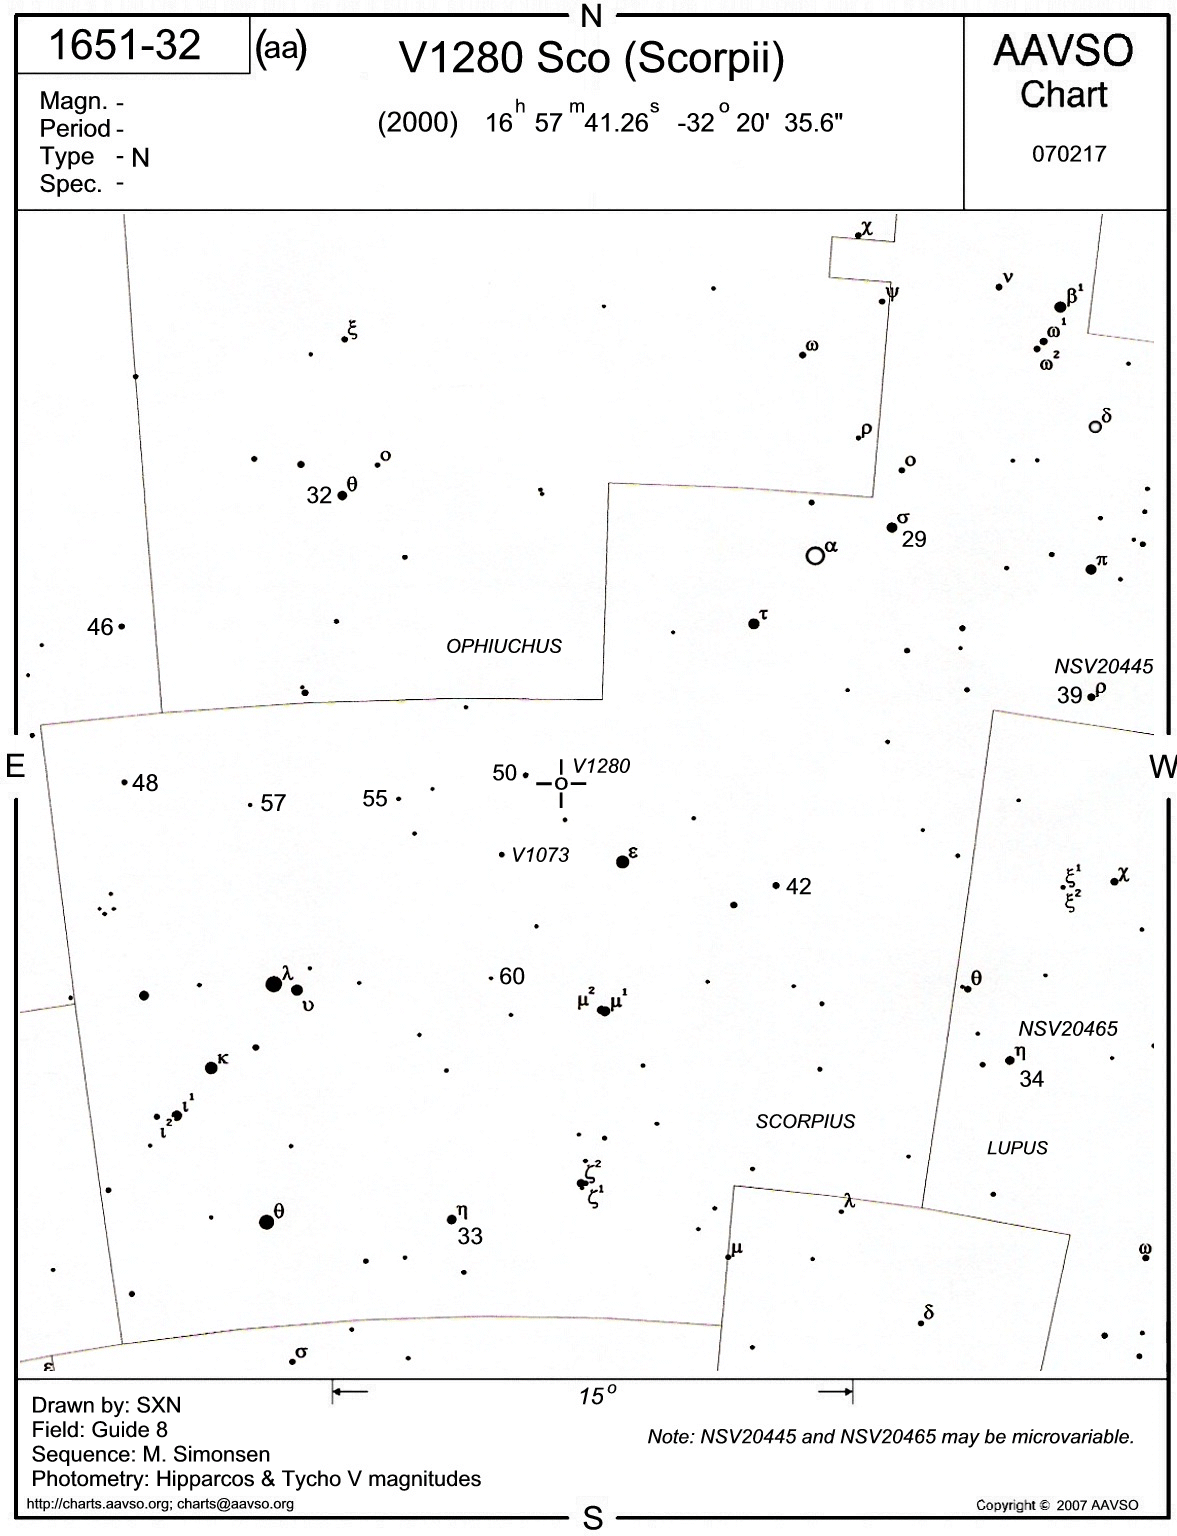 N
1651-32
(aa)
V1280 Sco (Scorpii)
(2000) 16h 57m 41.26s -32o 20' 35.6"
AAVSO
Chart
070217
Magn. -
Period -
Type - N
Spec. -
χ
ν
ψ
β1
ω1
ω2
ξ
ω
δ
ρ
ο
ο
32 θ
σ
29
α
π
τ
46
OPHIUCHUS
NSV20445
39 ρ
E
W
50
V1280
48
57
55
V1073
ε
42
ξ1
ξ2
χ
λ
υ
60
μ2 μ1
θ
NSV20465
η
34
κ
ι1
ι2
SCORPIUS
LUPUS
ζ2
ζ1
θ
η
33
λ
μ
ω
δ
σ
ε
15o
Drawn by: SXN
Field: Guide 8
Sequence: M. Simonsen
Photometry: Hipparcos & Tycho V magnitudes
http://charts.aavso.org; charts@aavso.org
Note: NSV20445 and NSV20465 may be microvariable.
Copyright © 2007 AAVSO
S